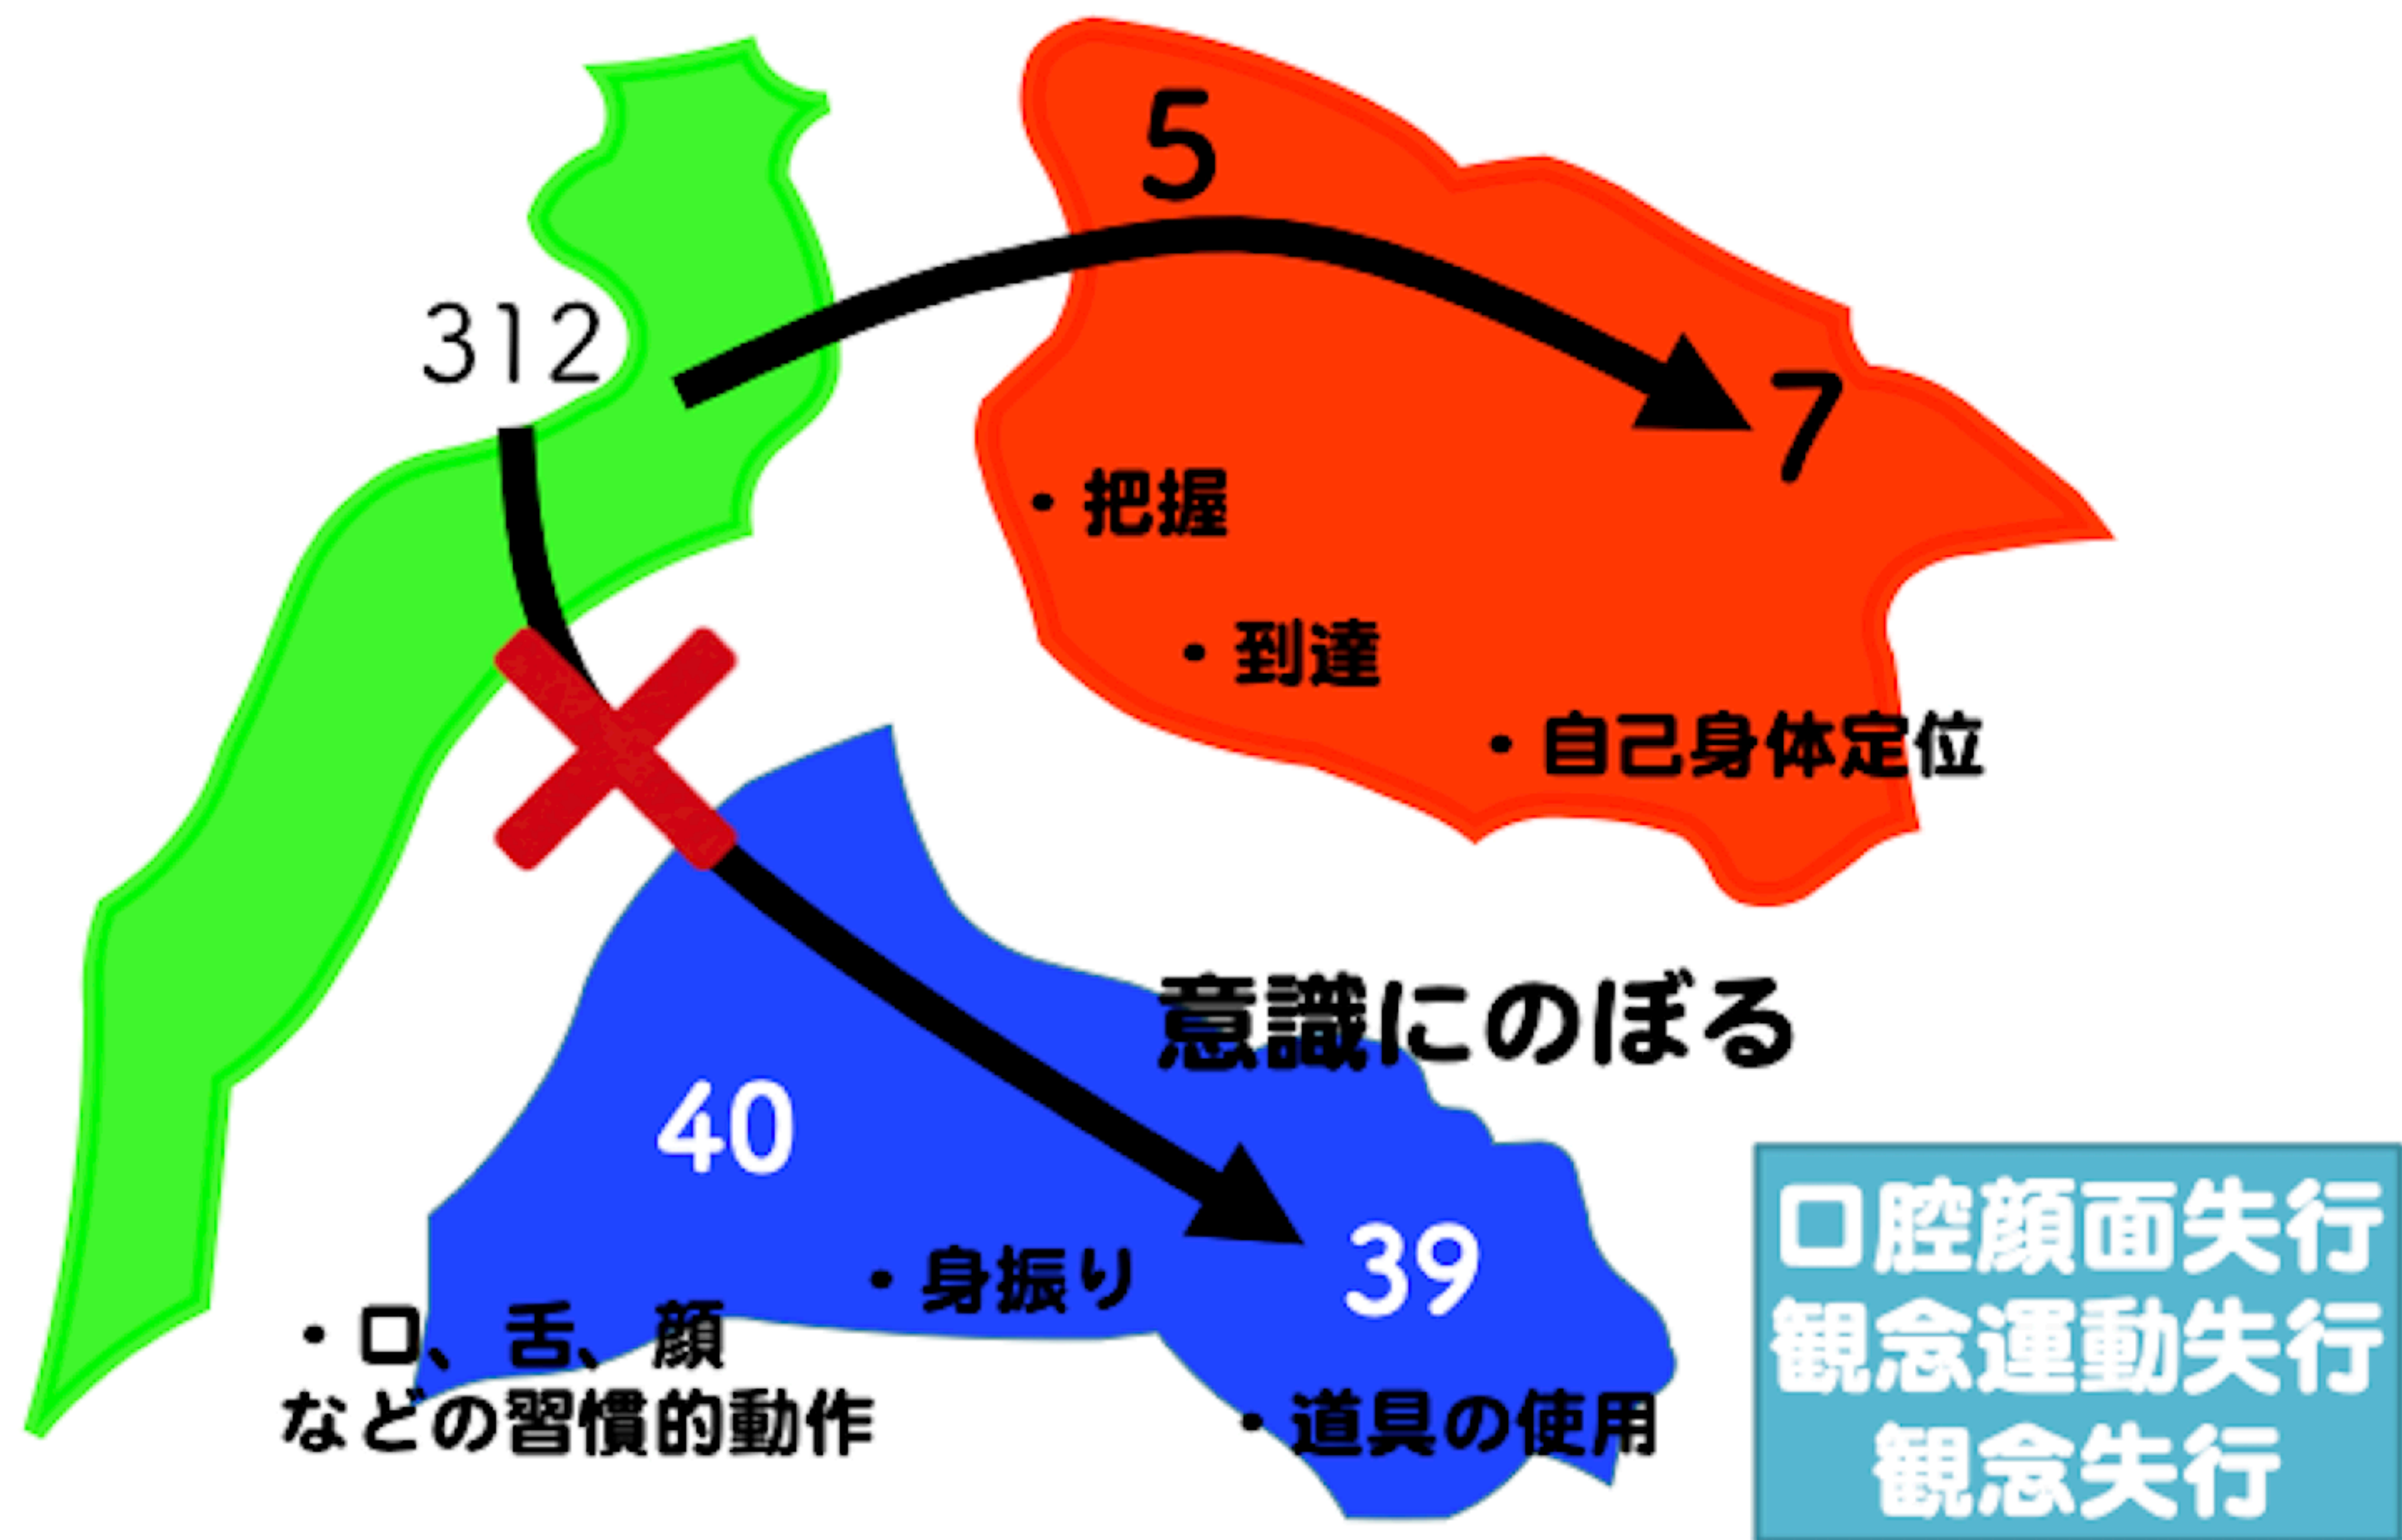 5
312
7
・把握
・到達
・自己身体定位
意識にのぼる
40
39
・身振り
・口、舌、顔
などの習慣的動作
・道具の使用
口腔顔面失行
観念運動失行
観念失行